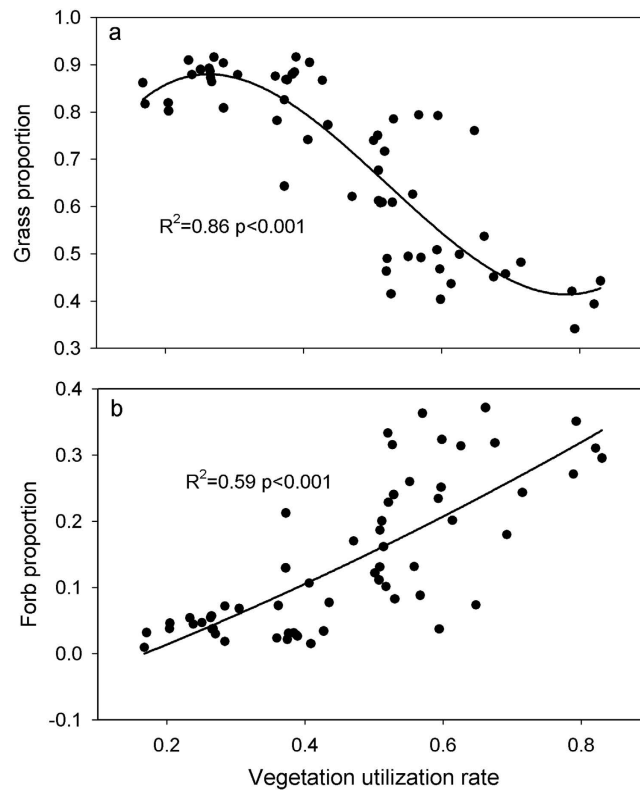 a
1.0
0.9
0.8
0.7
0.6
0.5
0.4
0.3
Grass proportion
R²=0.86 p<0.001
b
0.4
0.3
0.2
0.1
0.0
-0.1
Forb proportion
R²=0.59 p<0.001
0.2 0.4 0.6 0.8
Vegetation utilization rate